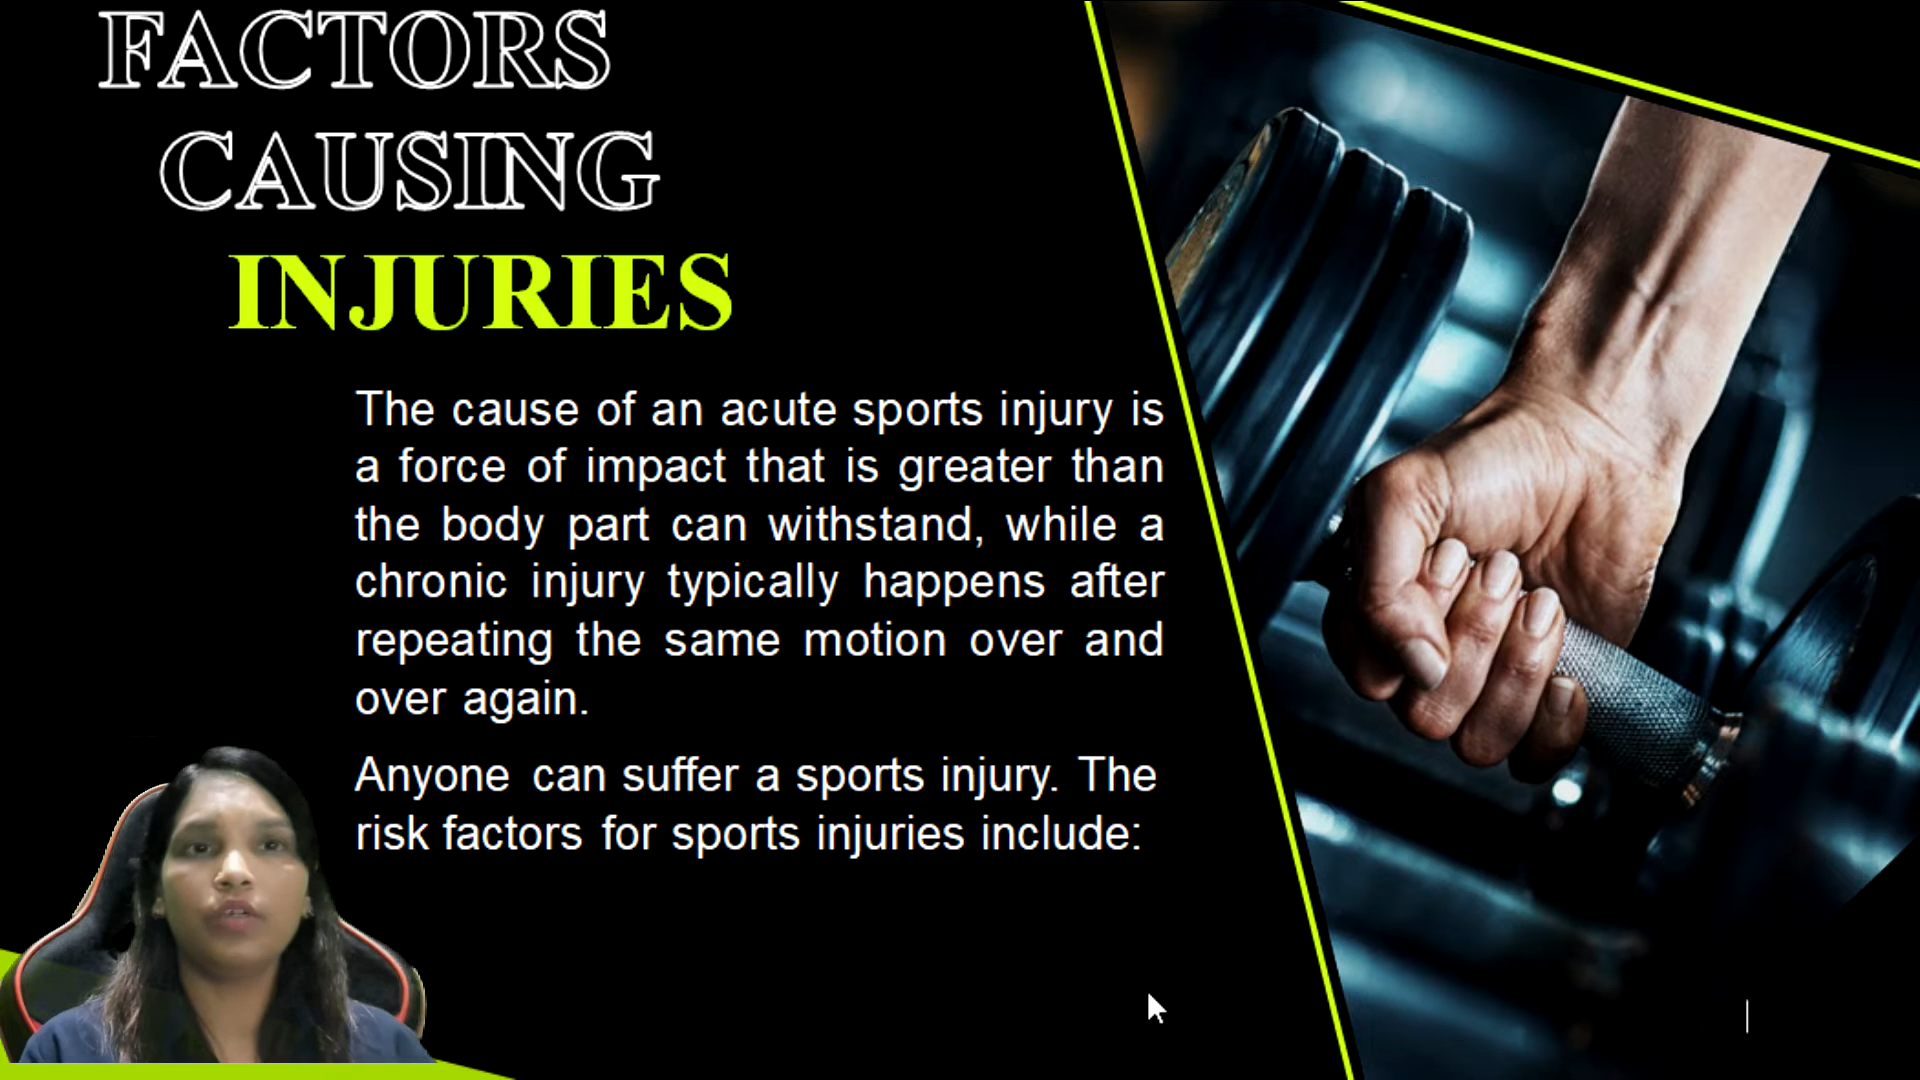 FACTORS
CAUSING
INJURIES
The cause of an acute sports injury is
a force of impact that is greater than
the body part can withstand, while a
chronic injury typically happens after
repeating the same motion over and
over again.
Anyone can suffer a sports injury. The
risk factors for sports injuries include: